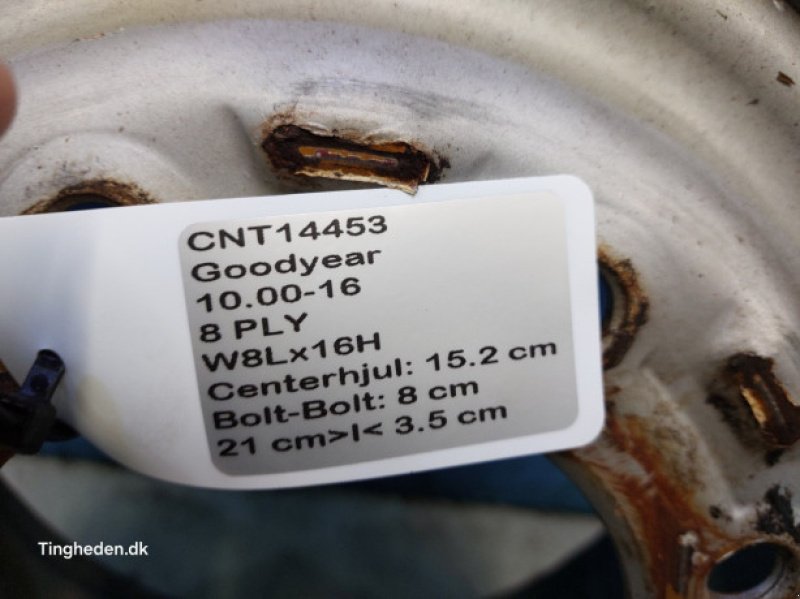 CNT14453
Goodyear
10.00-16
8 PLY
W8Lx16H
Centerhjul: 15.2 cm
Bolt-Bolt: 8 cm
21 cm>|< 3.5 cm
Tingheden.dk